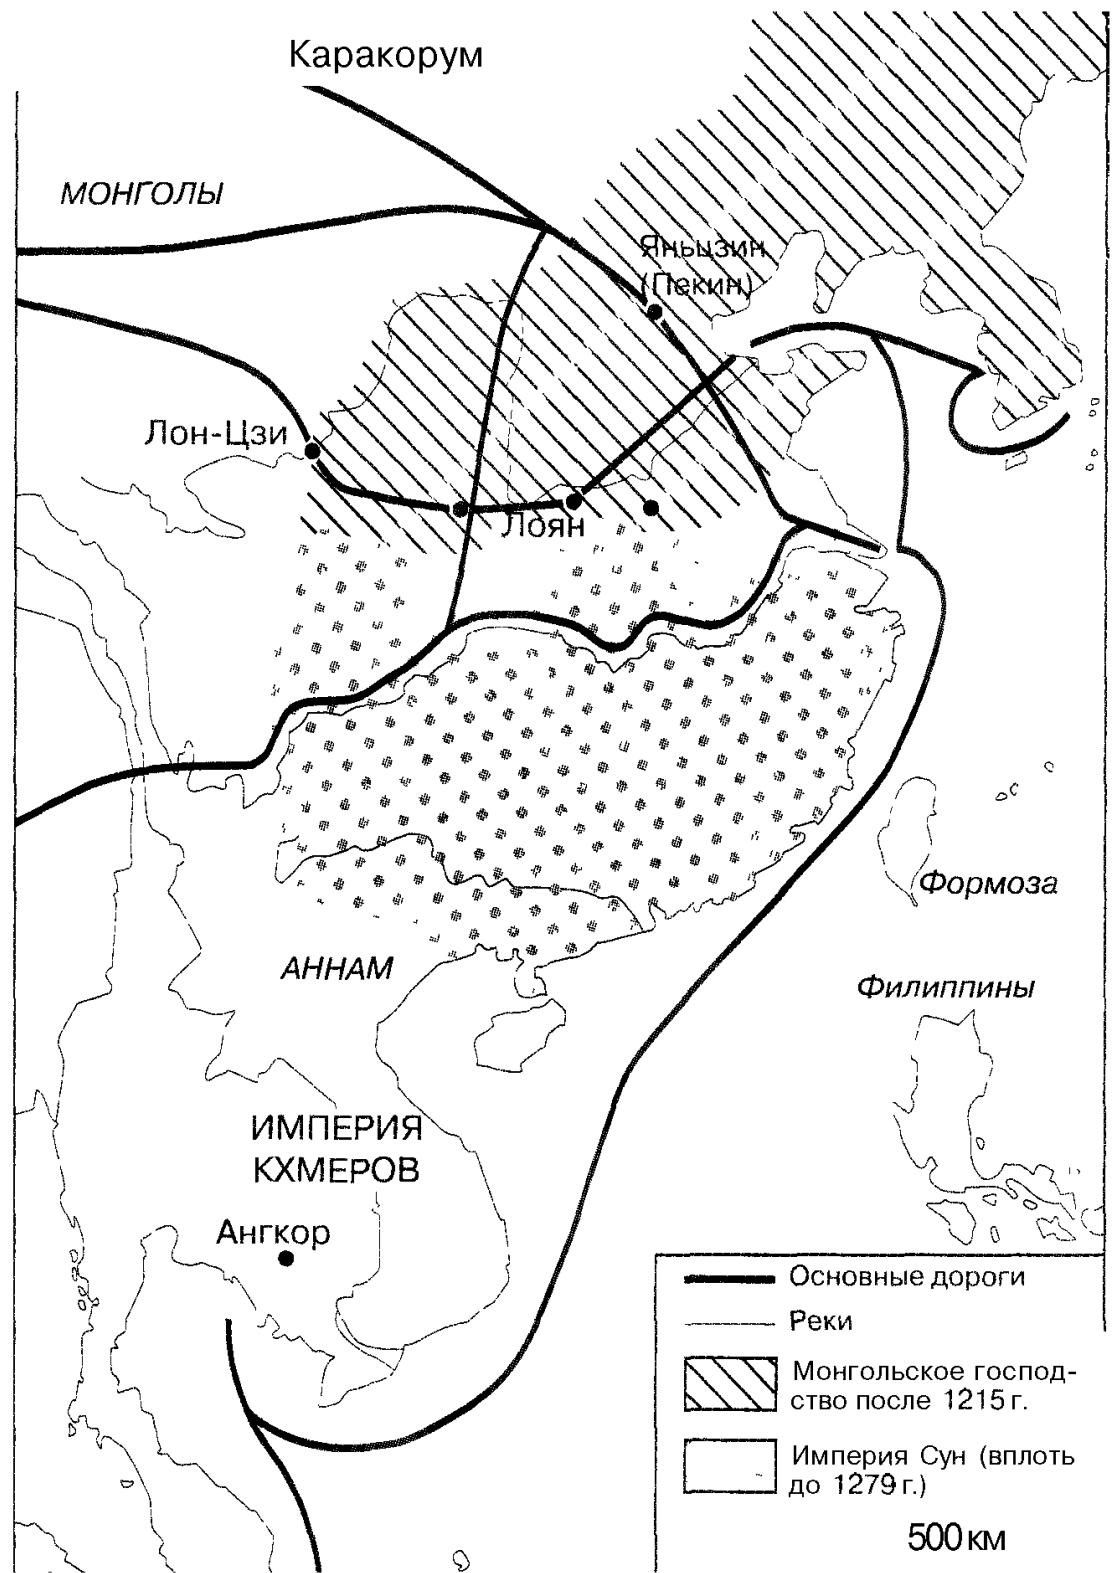 Каракорум
МОНГОЛЫ
Яньцзин
(Пекин)
Лон-Цзи
Лоян
Формоза
АННАМ
Филиппины
ИМПЕРИЯ
КХМЕРОВ
Ангкор
Основные дороги
Реки
Монгольское господ-
ство после 1215 г.
Империя Сун (вплоть
до 1279 г.)
500 км